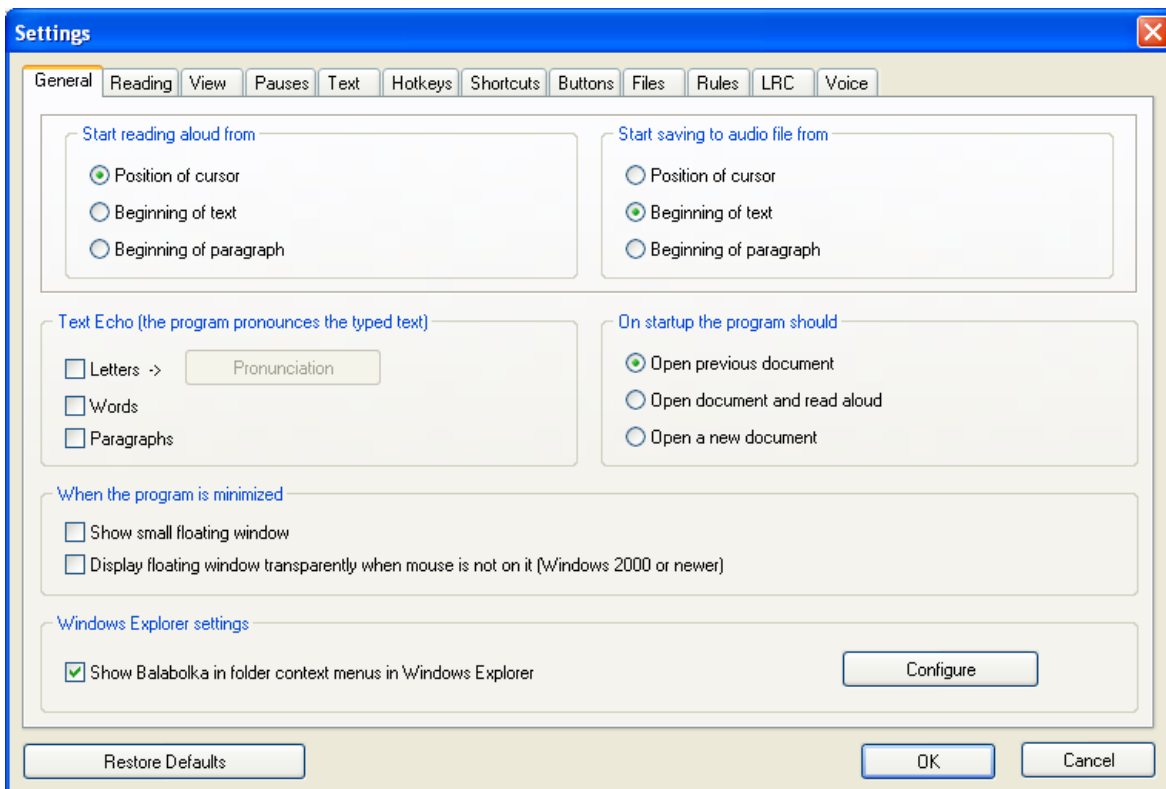 Settings
General Reading View Pauses Text Hotkeys Shortcuts Buttons Files Rules LRC Voice
Start reading aloud from
Position of cursor
Beginning of text
Beginning of paragraph
Start saving to audio file from
Position of cursor
Beginning of text
Beginning of paragraph
Text Echo (the program pronounces the typed text)
Letters -> Pronunciation
Words
Paragraphs
On startup the program should
Open previous document
Open document and read aloud
Open a new document
When the program is minimized
Show small floating window
Display floating window transparently when mouse is not on it (Windows 2000 or newer)
Windows Explorer settings
Show Balabolka in folder context menus in Windows Explorer Configure
Restore Defaults OK Cancel